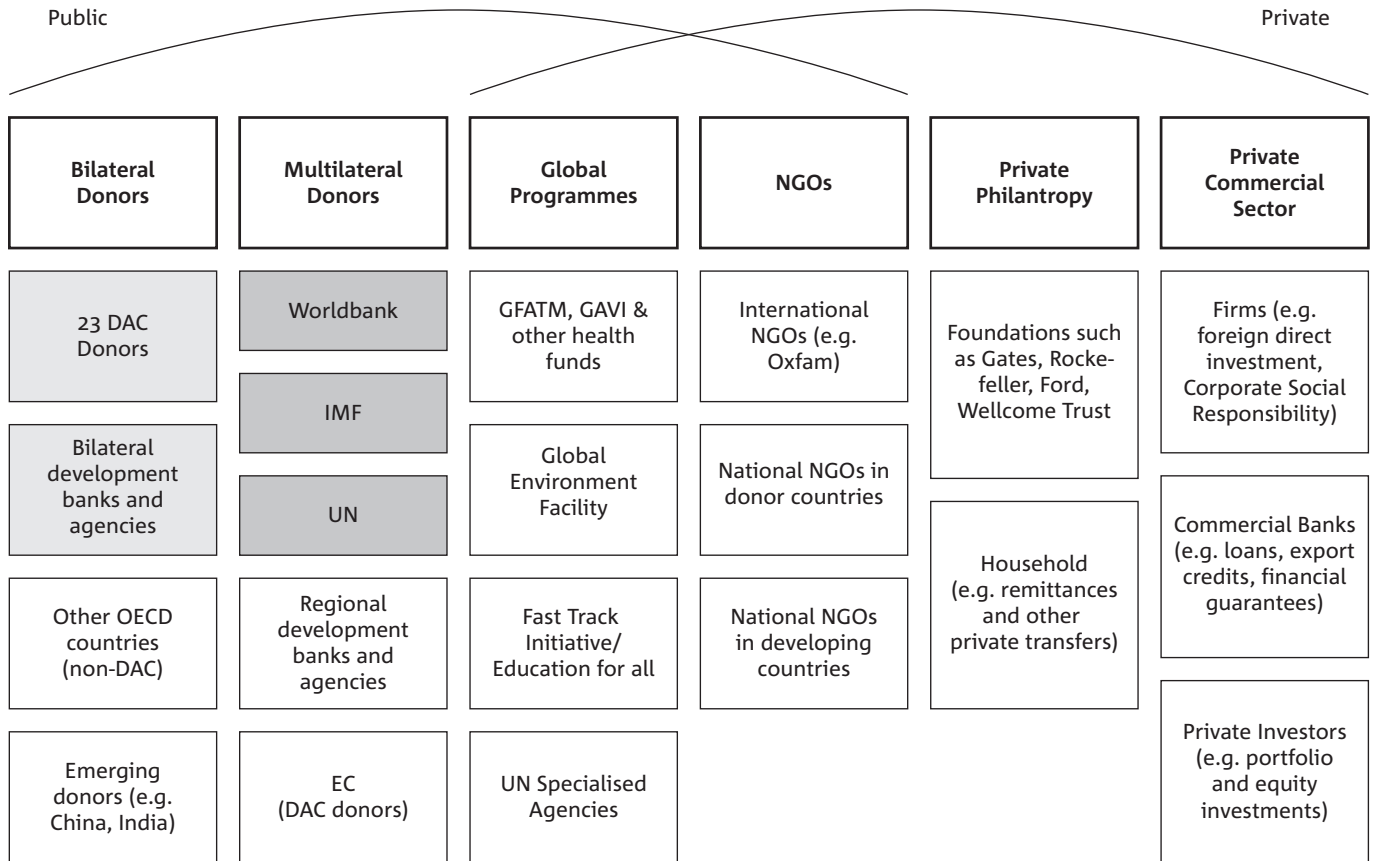 Public
Private
Bilateral
Donors
Multilateral
Donors
Global
Programmes
NGOs
Private
Philanthropy
Private
Commercial
Sector
23 DAC
Donors
Bilateral
development
banks and
agencies
Other OECD
countries
(non-DAC)
Emerging
donors (e.g.
China, India)
Worldbank
IMF
UN
Regional
development
banks and
agencies
EC
(DAC donors)
GFATM, GAVI &
other health
funds
Global
Environment
Facility
Fast Track
Initiative/
Education for all
UN Specialised
Agencies
International
NGOs (e.g.
Oxfam)
National NGOs in
donor countries
National NGOs
in developing
countries
Foundations such
as Gates, Rocke-
feller, Ford,
Wellcome Trust
Household
(e.g. remittances
and other
private transfers)
Firms (e.g.
foreign direct
investment,
Corporate Social
Responsibility)
Commercial Banks
(e.g. loans, export
credits, financial
guarantees)
Private Investors
(e.g. portfolio
and equity
investments)